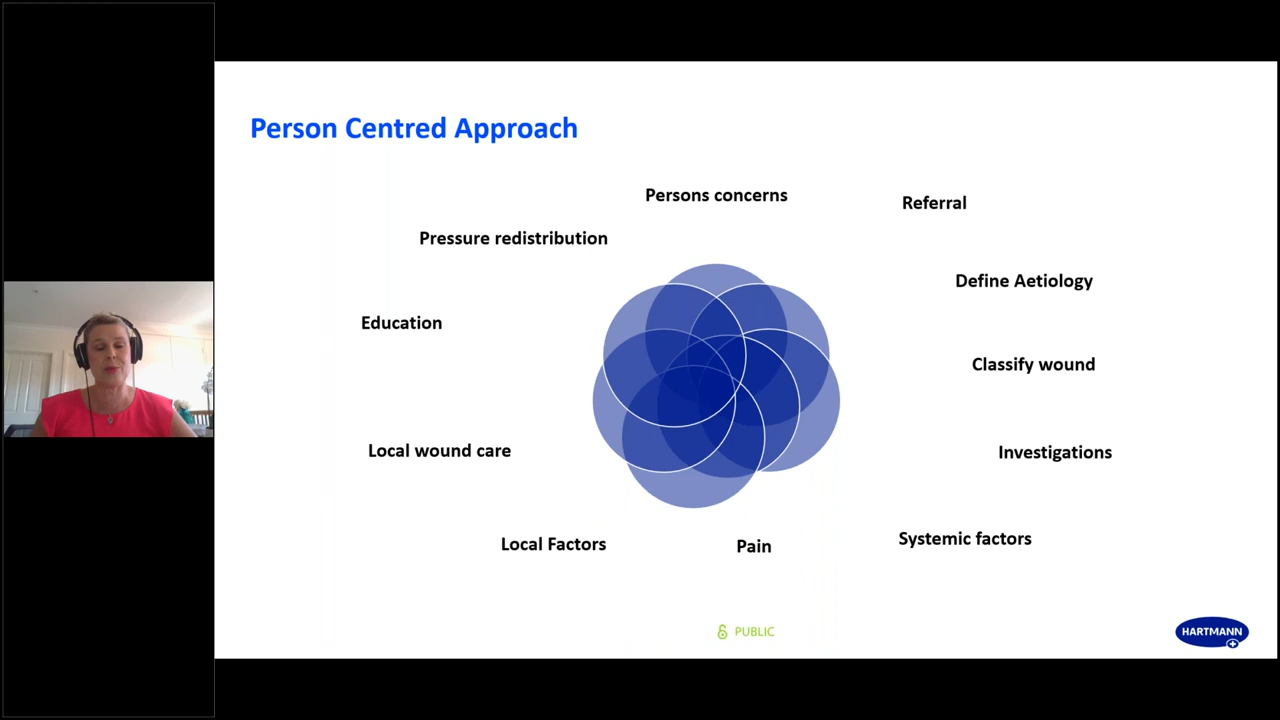 Person Centred Approach
Persons concerns
Referral
Pressure redistribution
Define Aetiology
Education
Classify wound
Local wound care
Investigations
Local Factors
Pain
Systemic factors
PUBLIC
HARTMANN